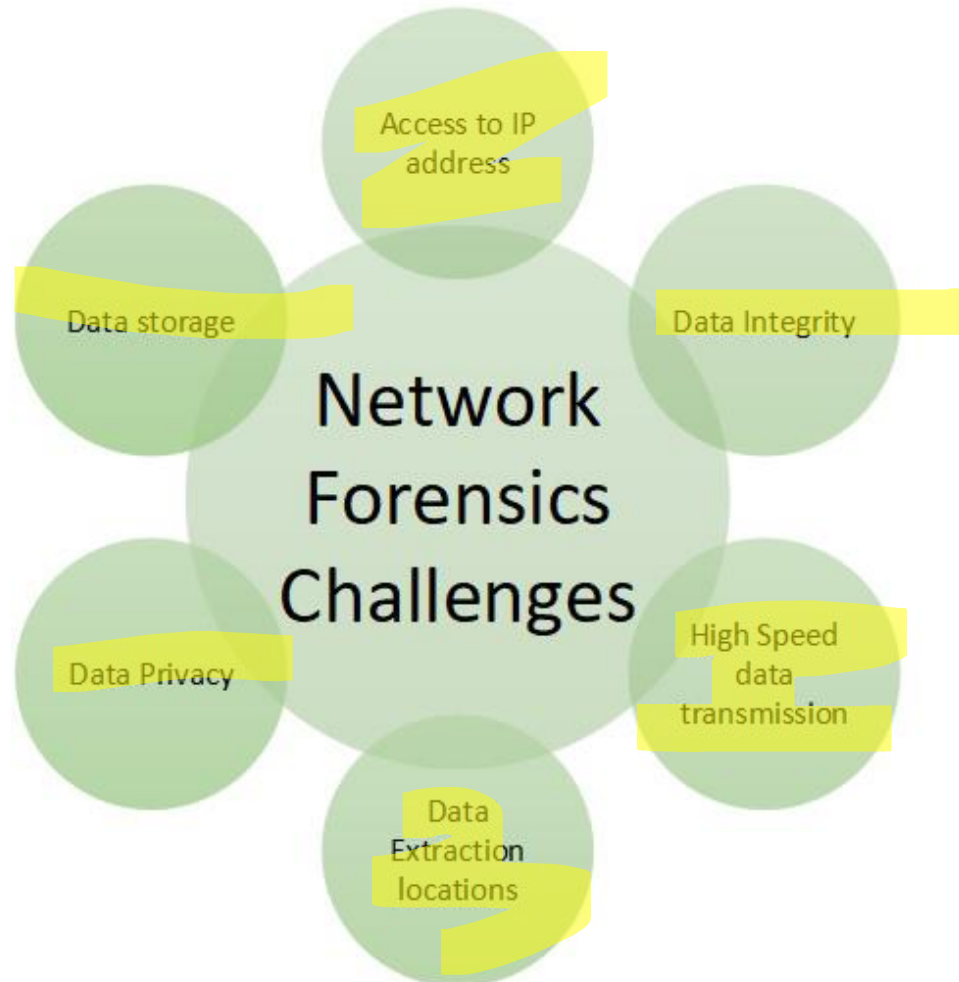 Access to IP
address
Data Integrity
High Speed
data
transmission
Data
Extraction
locations
Data Privacy
Data storage
Network
Forensics
Challenges